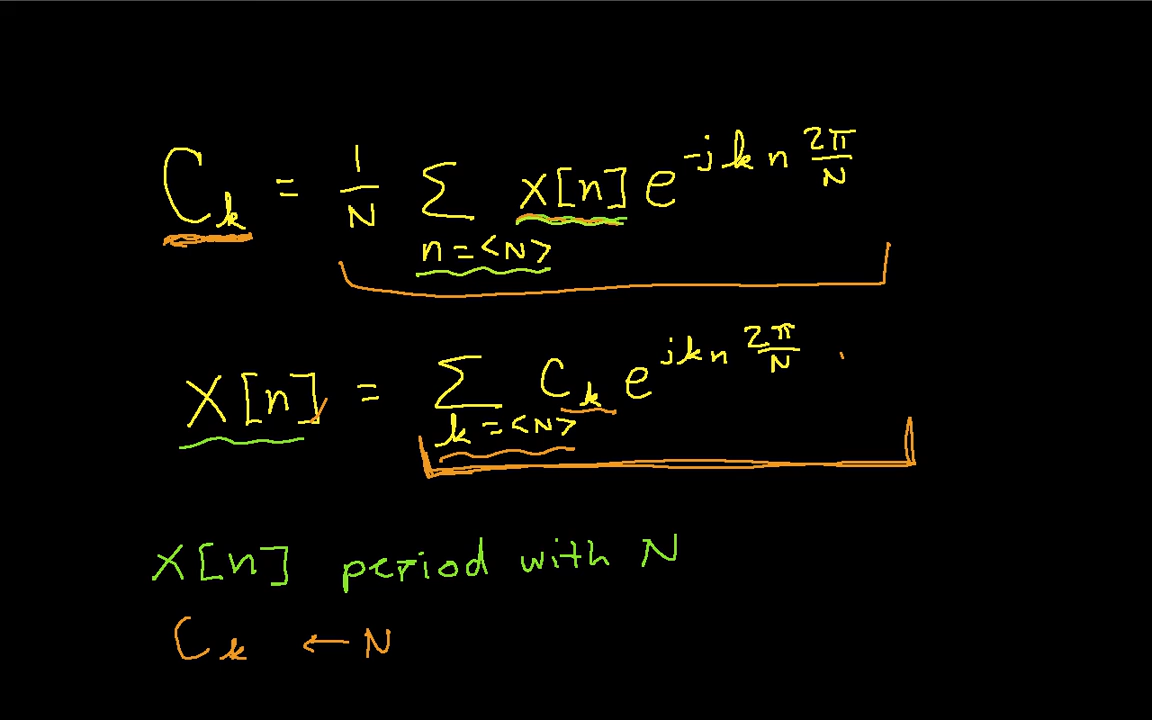 C_k = 1/N Σ_{n=<N>} x[n] e^{-jkn 2π/N}
x[n] = Σ_{k=<N>} C_k e^{jkn 2π/N}
x[n] period with N
C_k ← N